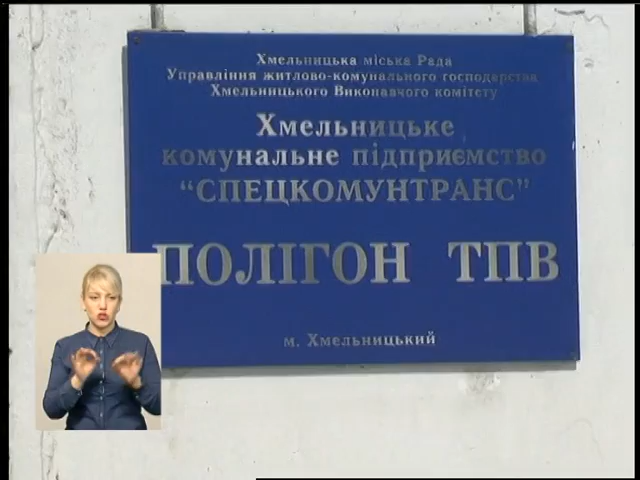 Хмельницька міська Рада
Управління житлово-комунального господарства
Хмельницького Виконавчого комітету
Хмельницьке
комунальне підприємство
"СПЕЦКОМУНТРАНС"
ПОЛІГОН ТПВ
м. Хмельницький